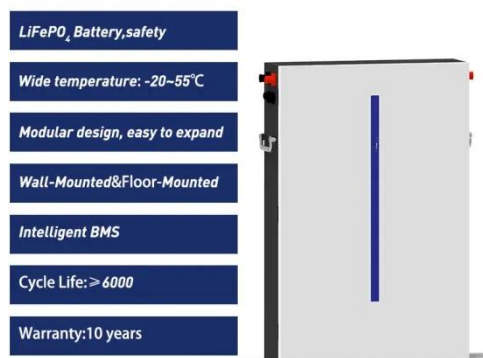 LiFePO₄ Battery,safety
Wide temperature: -20~55℃
Modular design, easy to expand
Wall-Mounted&Floor-Mounted
Intelligent BMS
Cycle Life:≥6000
Warranty:10 years